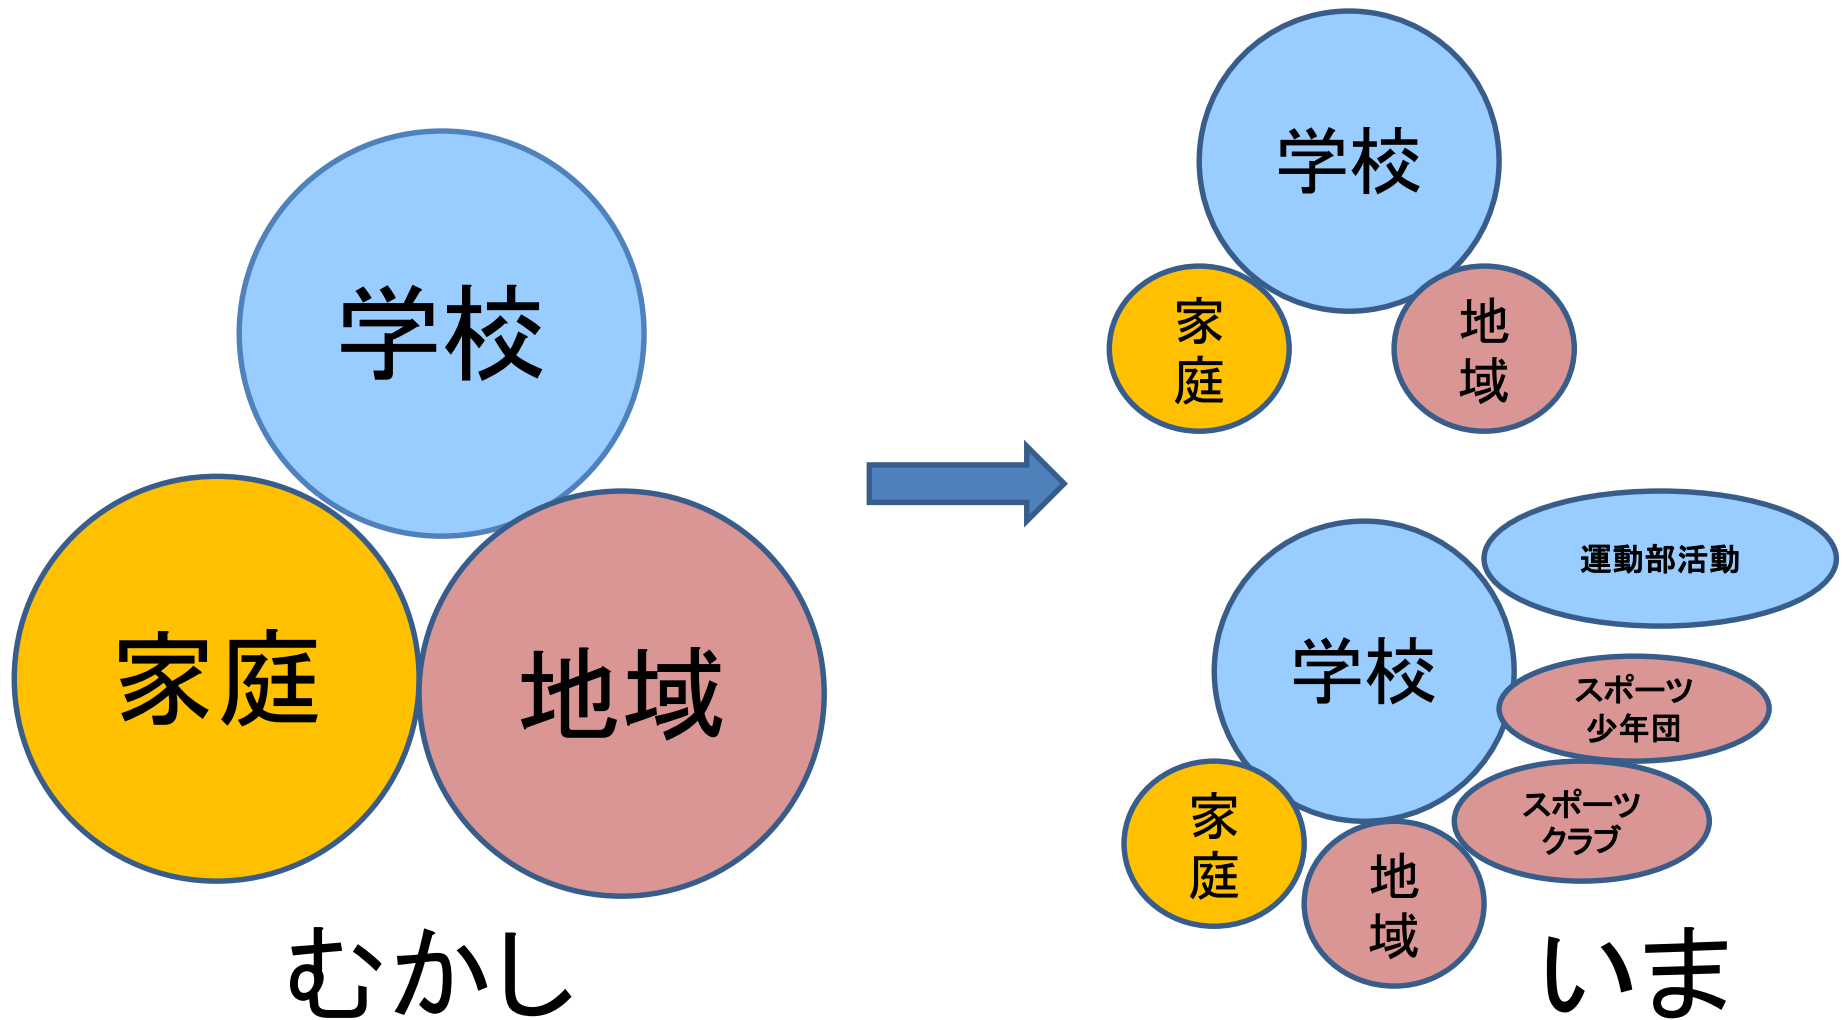 学校
家庭
地域
むかし
学校
家
庭
地
域
運動部活動
学校
スポーツ
少年団
スポーツ
クラブ
家
庭
地
域
いま